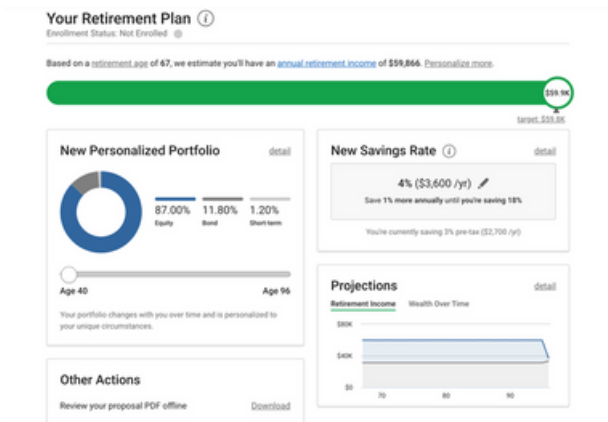 Your Retirement Plan
Enrollment Status: Not Enrolled
Based on a retirement age of 67, we estimate you'll have an annual retirement income of $59,866. Personalize more.
$59.9K
target: $59.8K
New Personalized Portfolio detail
87.00% 11.80% 1.20%
Equity Bond Short-term
Age 40 Age 96
Your portfolio changes with you over time and is personalized to
your unique circumstances.
Other Actions
Review your proposal PDF offline Download
New Savings Rate detail
4% ($3,600 /yr)
Save 1% more annually until you're saving 18%
You're currently saving 3% pre-tax ($2,700 /yr)
Projections detail
Retirement Income Wealth Over Time
$80K
$40K
$0
70 80 90